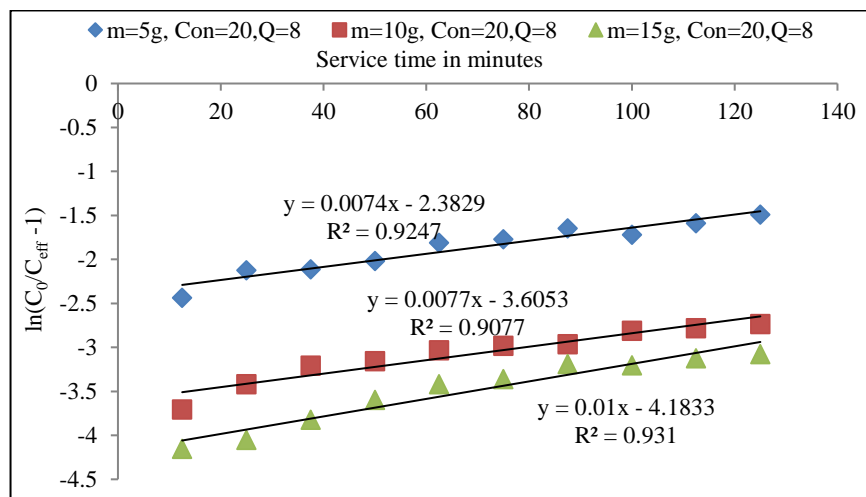 m=5g, Con=20,Q=8 m=10g, Con=20,Q=8 m=15g, Con=20,Q=8
Service time in minutes
0
0 20 40 60 80 100 120 140
-0.5
-1
-1.5
y = 0.0074x - 2.3829
R² = 0.9247
-2
-2.5
y = 0.0077x - 3.6053
R² = 0.9077
-3
-3.5
y = 0.01x - 4.1833
R² = 0.931
-4
-4.5
ln(C₀/Cₑff -1)